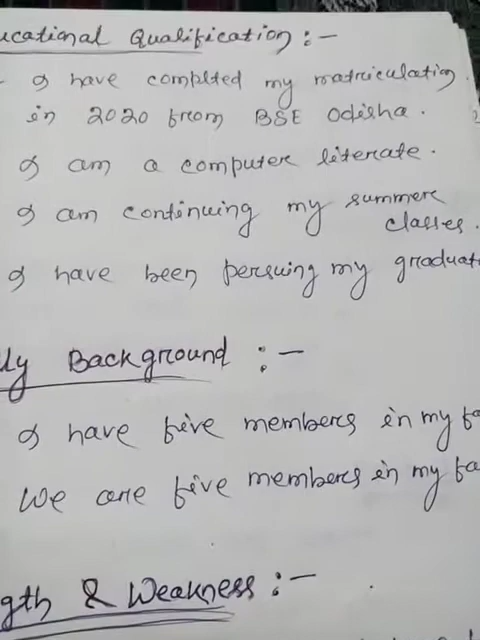 ucational Qualification :-
- I have complted my matriculation
in 2020 from BSE Odisha.
I am a computer literate.
I am continuing my summer
classes.
I have been persuing my graduat
ly Background :-
I have five members in my fa
We are five members in my fa
gth & Weakness :-